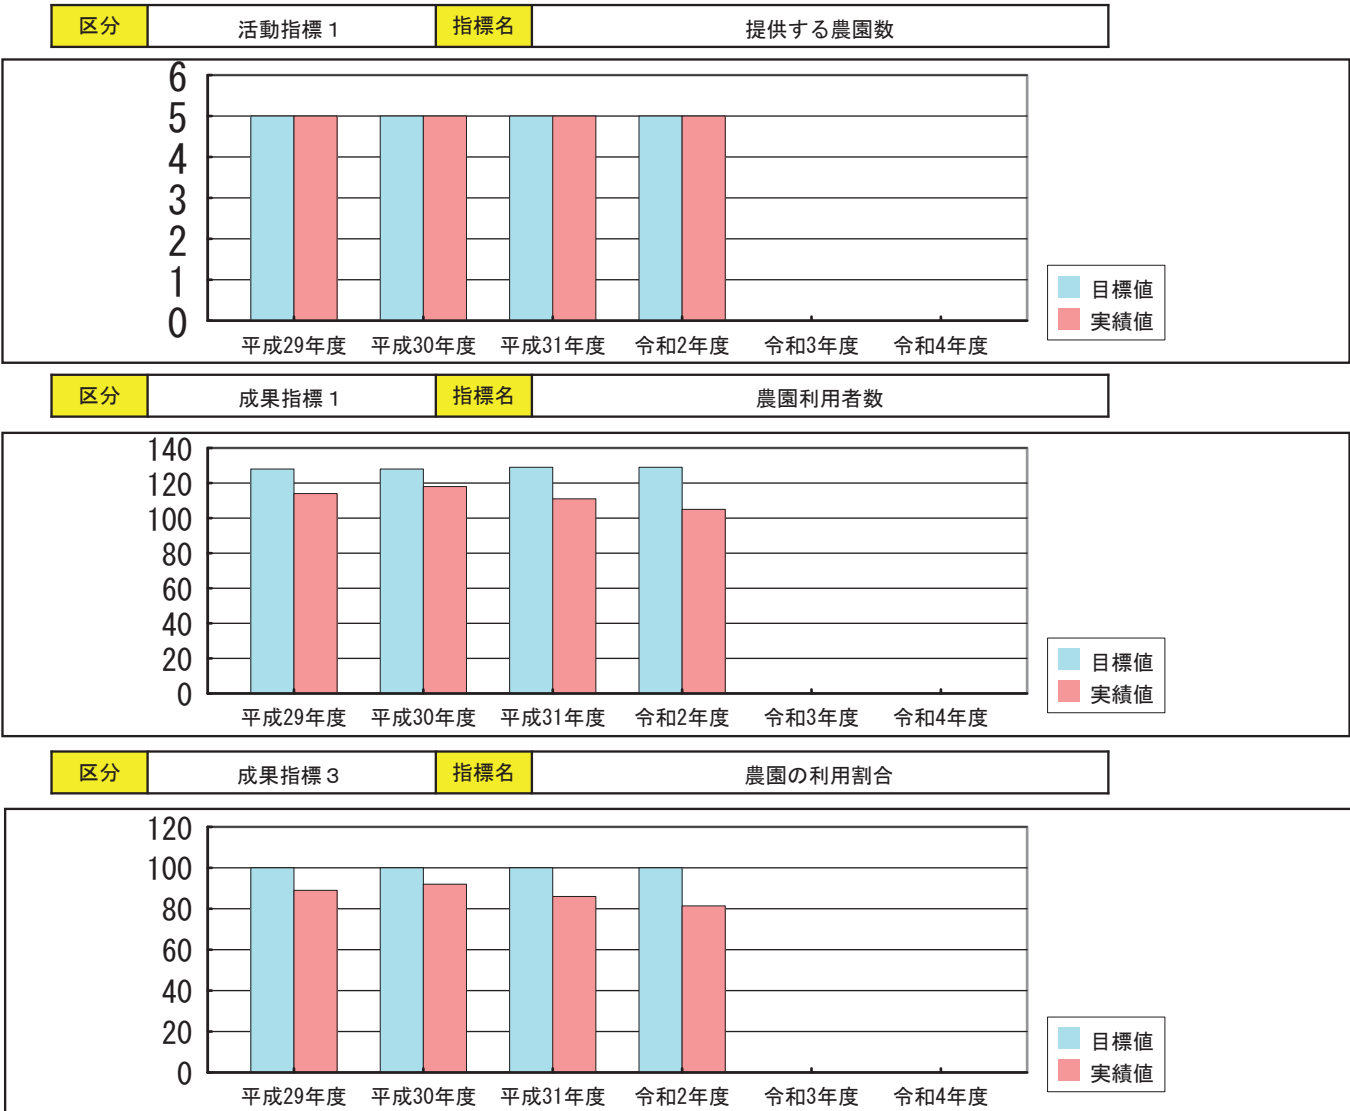 区分 活動指標1 指標名 提供する農園数
6
5
4
3
2
1
0
平成29年度 平成30年度 平成31年度 令和2年度 令和3年度 令和4年度
目標値
実績値
区分 成果指標1 指標名 農園利用者数
140
120
100
80
60
40
20
0
平成29年度 平成30年度 平成31年度 令和2年度 令和3年度 令和4年度
目標値
実績値
区分 成果指標3 指標名 農園の利用割合
120
100
80
60
40
20
0
平成29年度 平成30年度 平成31年度 令和2年度 令和3年度 令和4年度
目標値
実績値